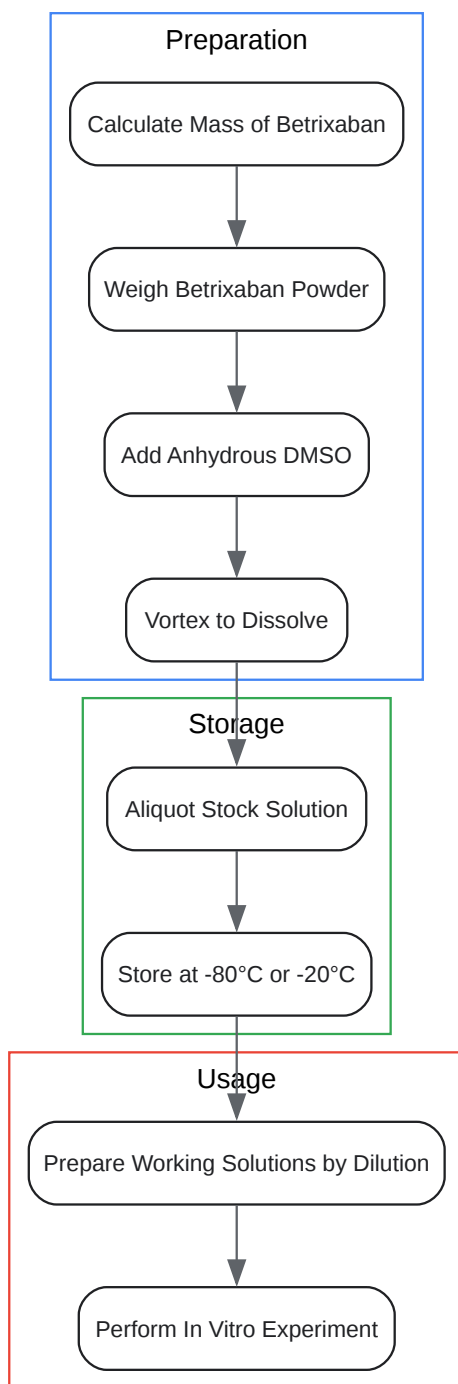 Preparation
Calculate Mass of Betrixaban
Weigh Betrixaban Powder
Add Anhydrous DMSO
Vortex to Dissolve
Storage
Aliquot Stock Solution
Store at -80°C or -20°C
Usage
Prepare Working Solutions by Dilution
Perform In Vitro Experiment